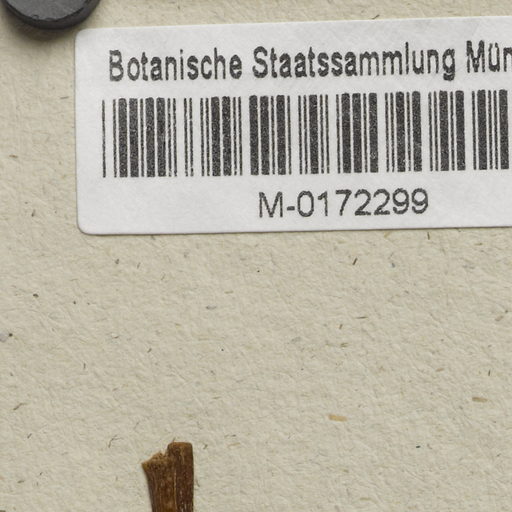 Botanische Staatssammlung Mün
M-0172299